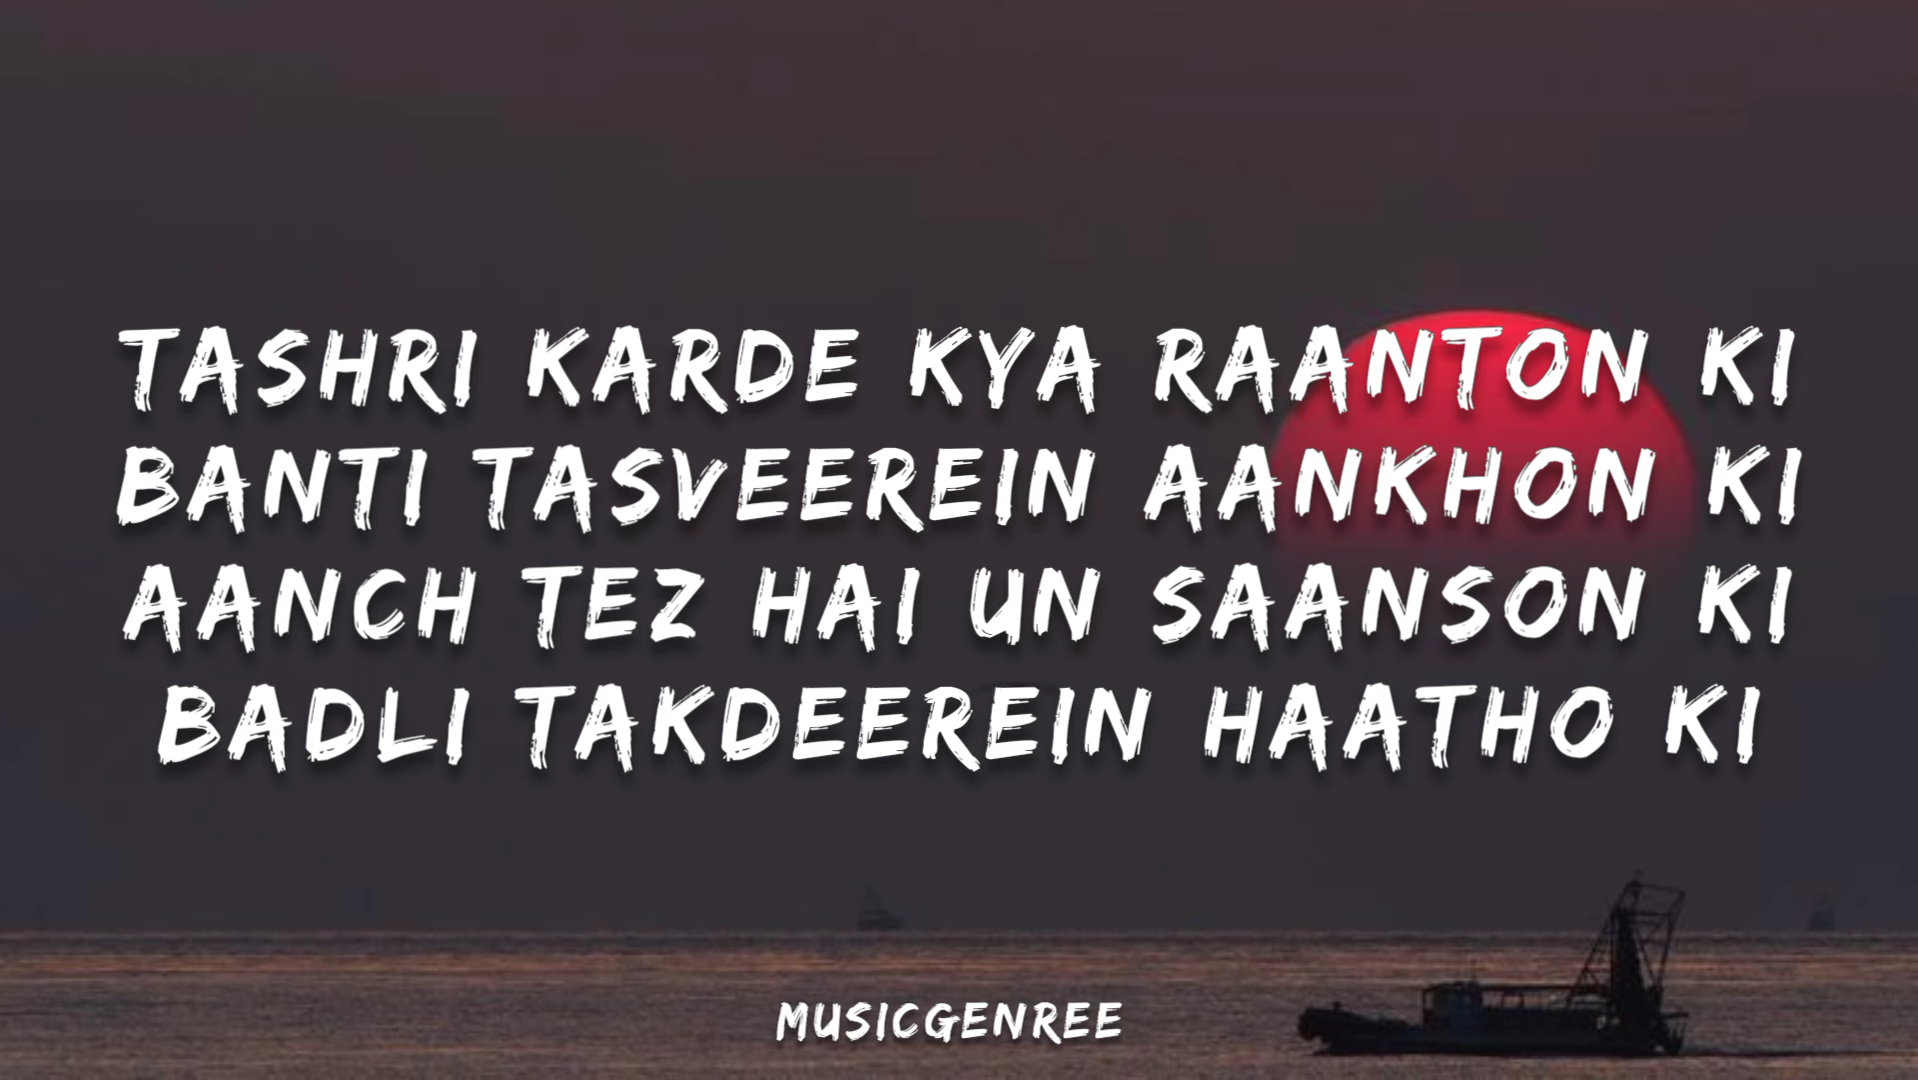 TASHRI KARDE KYA RAANTON KI
BANTI TASVEEREIN AANKHON KI
AANCH TEZ HAI UN SAANSON KI
BADLI TAKDEEREIN HAATHO KI
MUSICGENREE